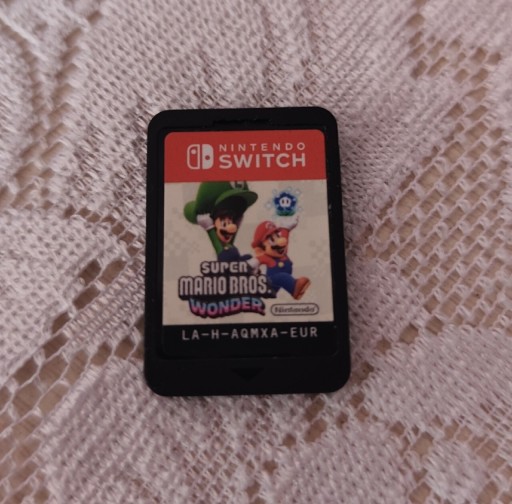 NINTENDO
SWITCH
SUPER
MARIO BROS.
WONDER
Nintendo
LA-H-AQMXA-EUR